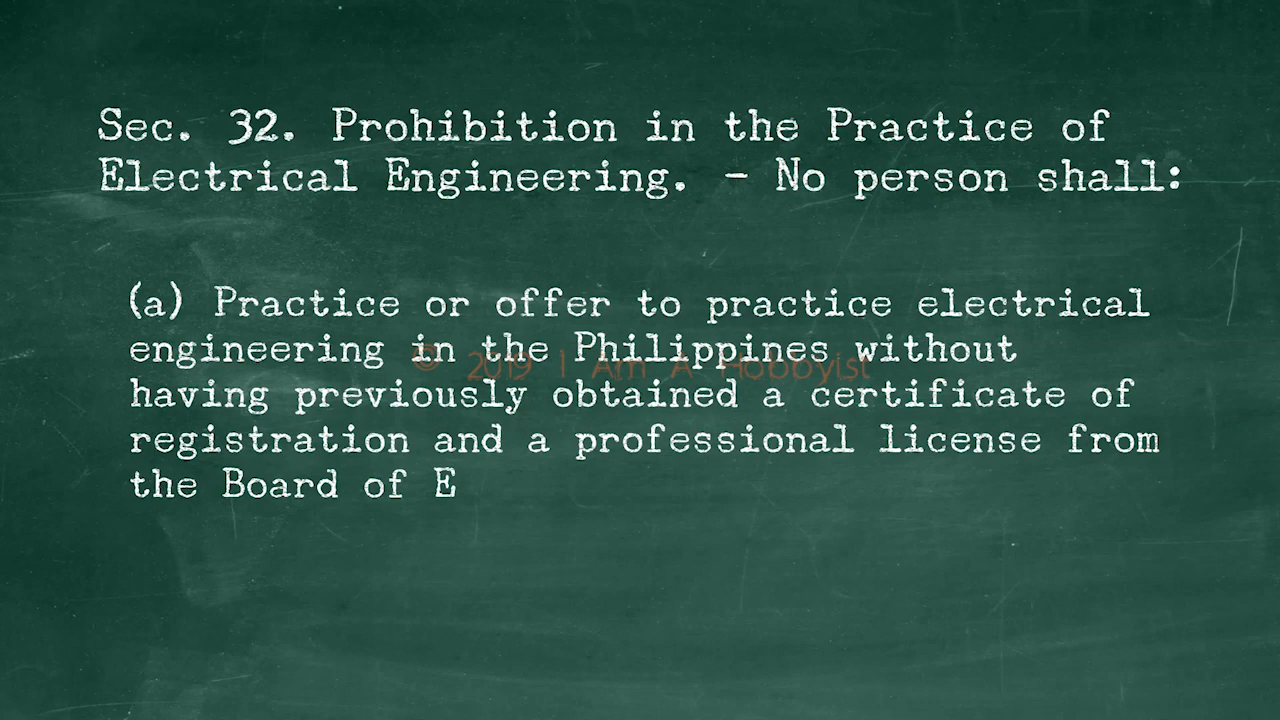 Sec. 32. Prohibition in the Practice of
Electrical Engineering. - No person shall:
(a) Practice or offer to practice electrical
engineering in the Philippines without
© 2019 I Am A Hobbyist
having previously obtained a certificate of
registration and a professional license from
the Board of E